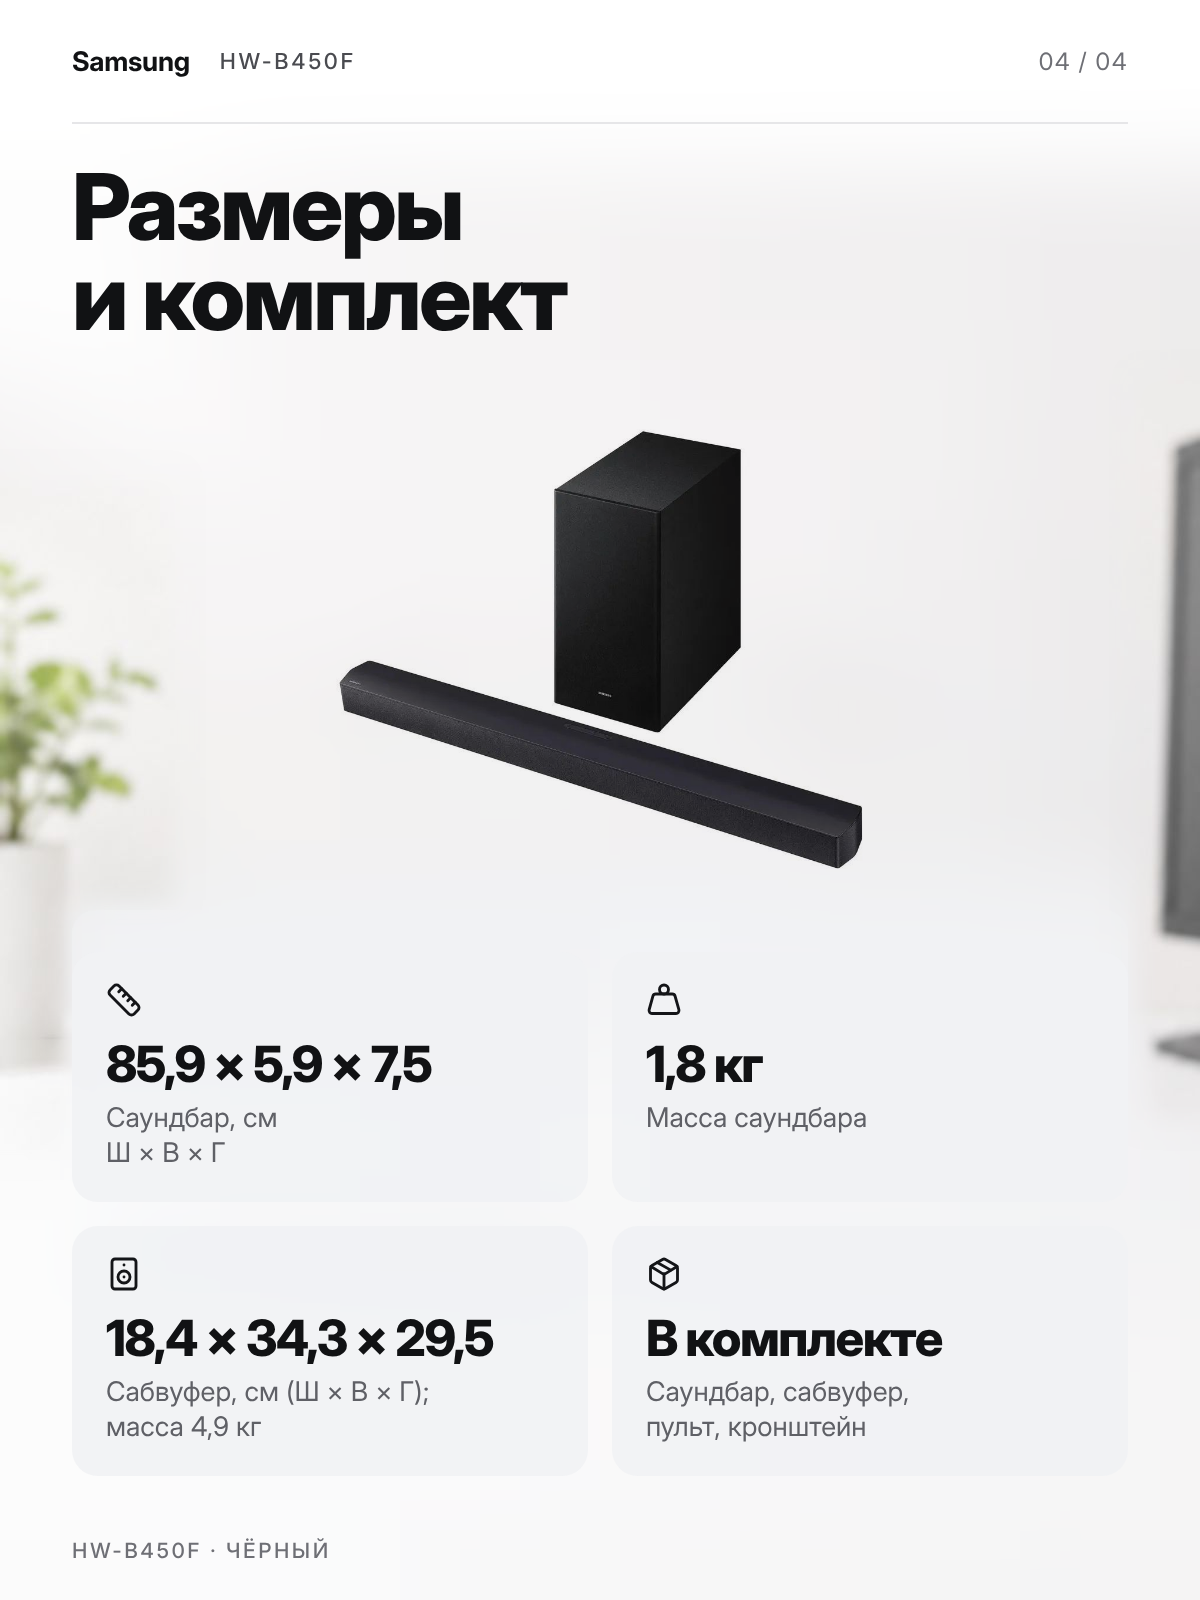 Samsung HW-B450F 04 / 04
Размеры
и комплект
85,9 × 5,9 × 7,5
Саундбар, см
Ш × В × Г
1,8 кг
Масса саундбара
18,4 × 34,3 × 29,5
Сабвуфер, см (Ш × В × Г);
масса 4,9 кг
В комплекте
Саундбар, сабвуфер,
пульт, кронштейн
HW-B450F · ЧЁРНЫЙ